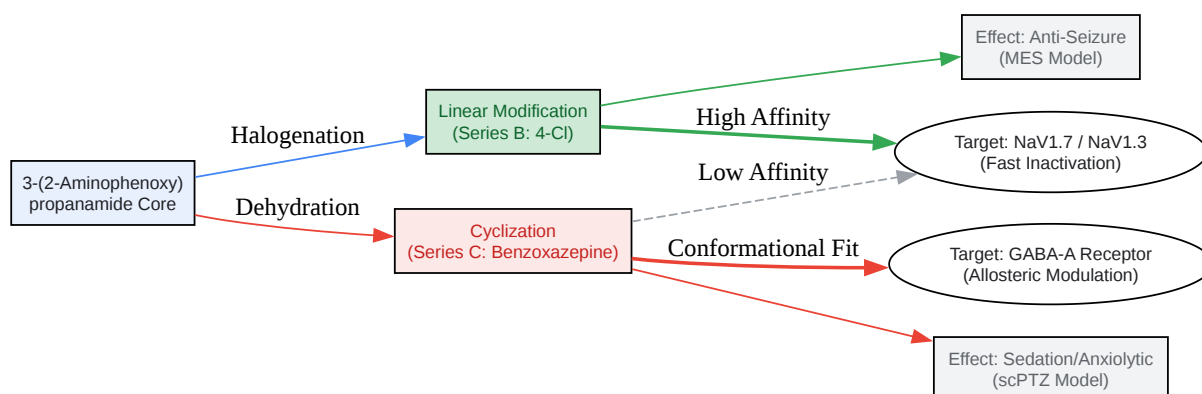 3-(2-Aminophenoxy)
propanamide Core
Halogenation
Dehydration
Linear Modification
(Series B: 4-Cl)
Cyclization
(Series C: Benzoxazepine)
High Affinity
Low Affinity
Conformational Fit
Effect: Anti-Seizure
(MES Model)
Target: NaV1.7 / NaV1.3
(Fast Inactivation)
Target: GABA-A Receptor
(Allosteric Modulation)
Effect: Sedation/Anxiolytic
(scPTZ Model)